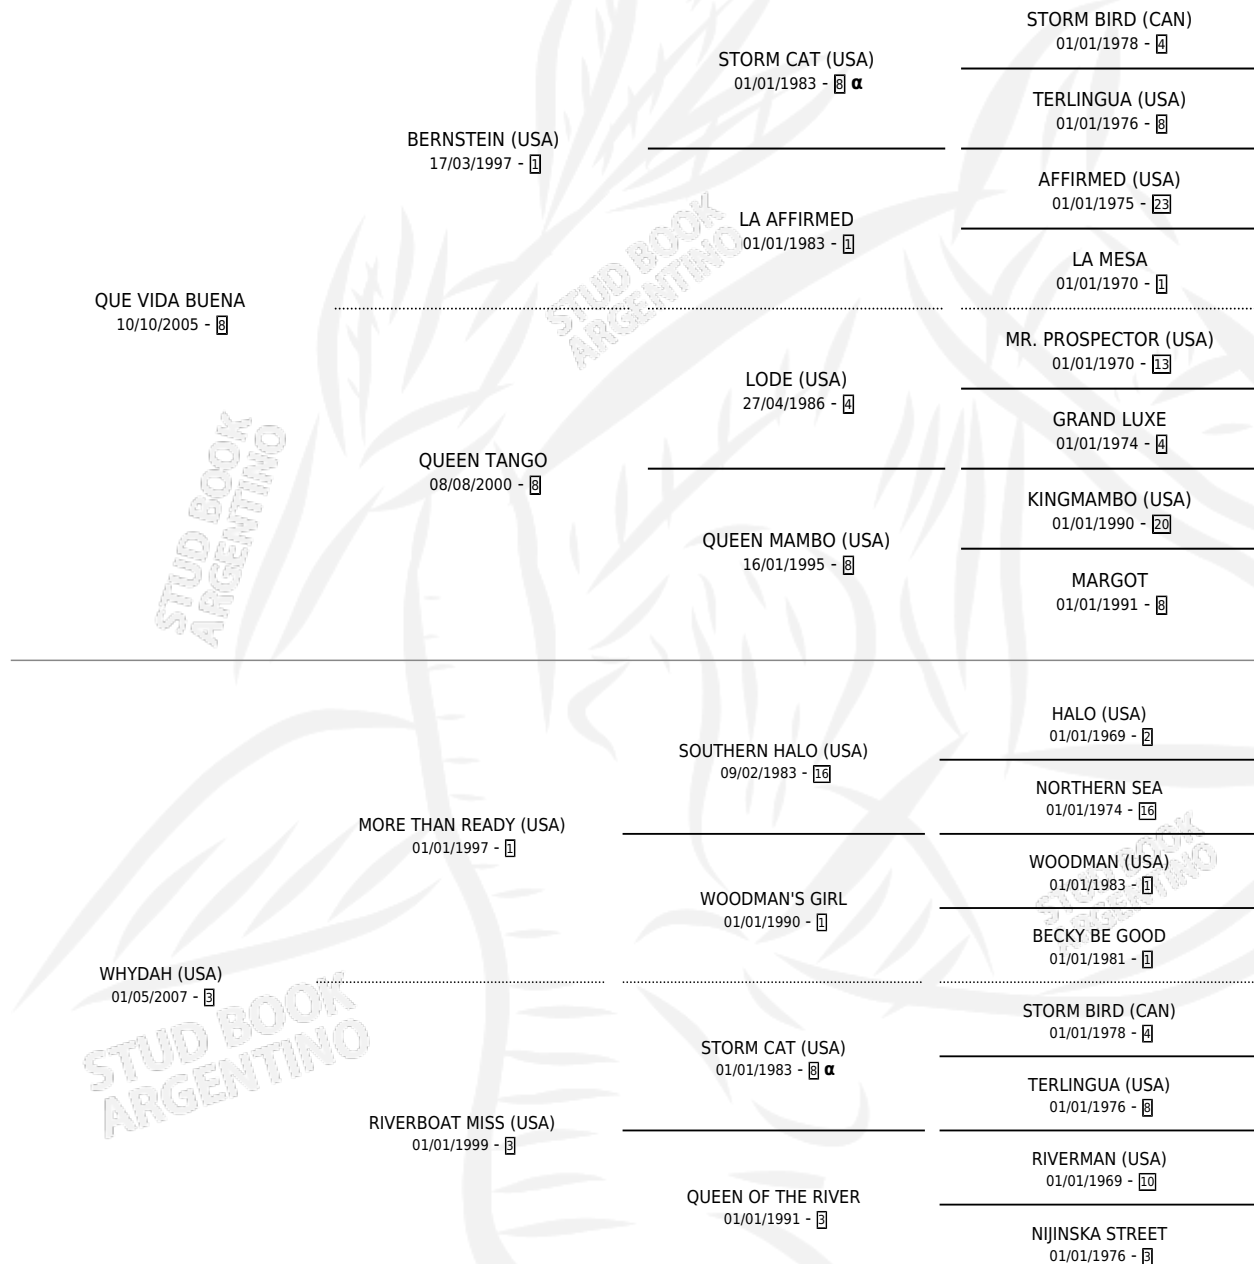 STORM BIRD (CAN)
01/01/1978 - 4
STORM CAT (USA)
01/01/1983 - 8 α
TERLINGUA (USA)
01/01/1976 - 8
BERNSTEIN (USA)
17/03/1997 - 1
AFFIRMED (USA)
01/01/1975 - 23
LA AFFIRMED
01/01/1983 - 1
LA MESA
01/01/1970 - 1
QUE VIDA BUENA
10/10/2005 - 8
MR. PROSPECTOR (USA)
01/01/1970 - 13
LODE (USA)
27/04/1986 - 4
GRAND LUXE
01/01/1974 - 4
QUEEN TANGO
08/08/2000 - 8
KINGMAMBO (USA)
01/01/1990 - 20
QUEEN MAMBO (USA)
16/01/1995 - 8
MARGOT
01/01/1991 - 8
STUD BOOK
ARGENTINO
STUD BOOK
ARGENTINO
HALO (USA)
01/01/1969 - 2
SOUTHERN HALO (USA)
09/02/1983 - 16
NORTHERN SEA
01/01/1974 - 16
MORE THAN READY (USA)
01/01/1997 - 1
WOODMAN (USA)
01/01/1983 - 1
WOODMAN'S GIRL
01/01/1990 - 1
BECKY BE GOOD
01/01/1981 - 1
WHYDAH (USA)
01/05/2007 - 3
STORM BIRD (CAN)
01/01/1978 - 4
STORM CAT (USA)
01/01/1983 - 8 α
TERLINGUA (USA)
01/01/1976 - 8
RIVERBOAT MISS (USA)
01/01/1999 - 3
RIVERMAN (USA)
01/01/1969 - 10
QUEEN OF THE RIVER
01/01/1991 - 3
NIJINSKA STREET
01/01/1976 - 3
STUD BOOK
ARGENTINO
STUD BOOK
ARGENTINO